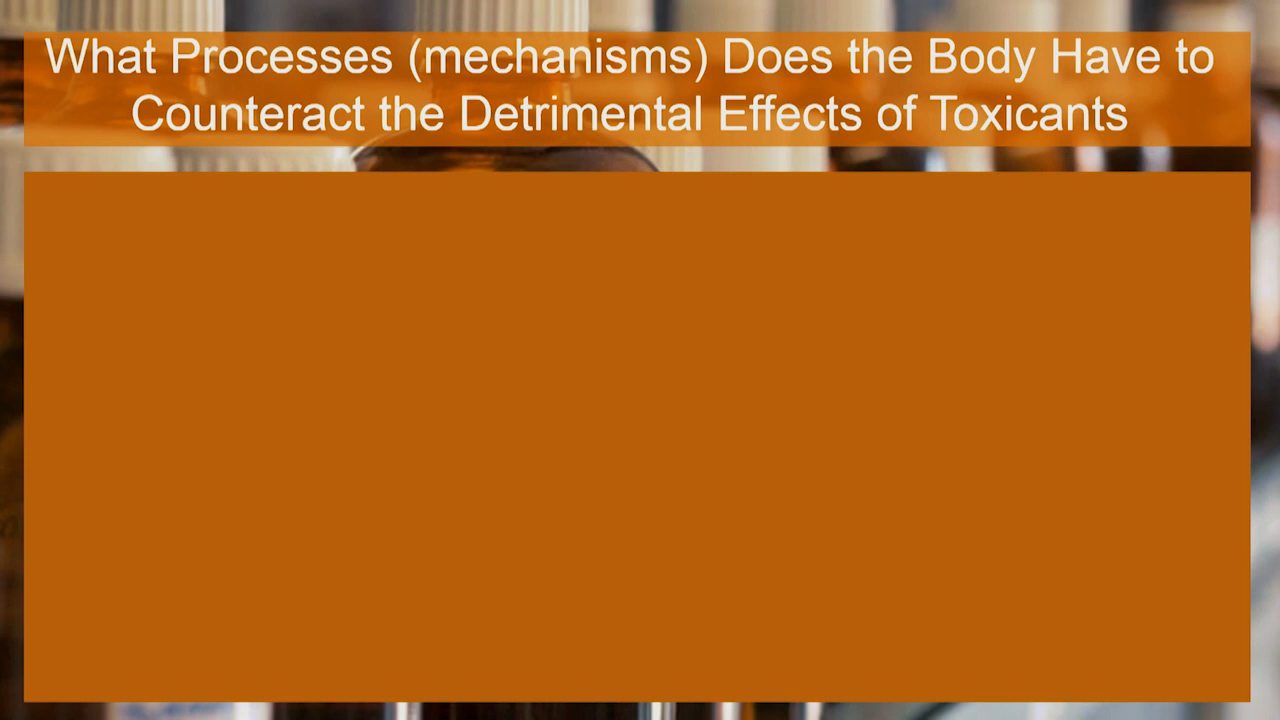 What Processes (mechanisms) Does the Body Have to
Counteract the Detrimental Effects of Toxicants